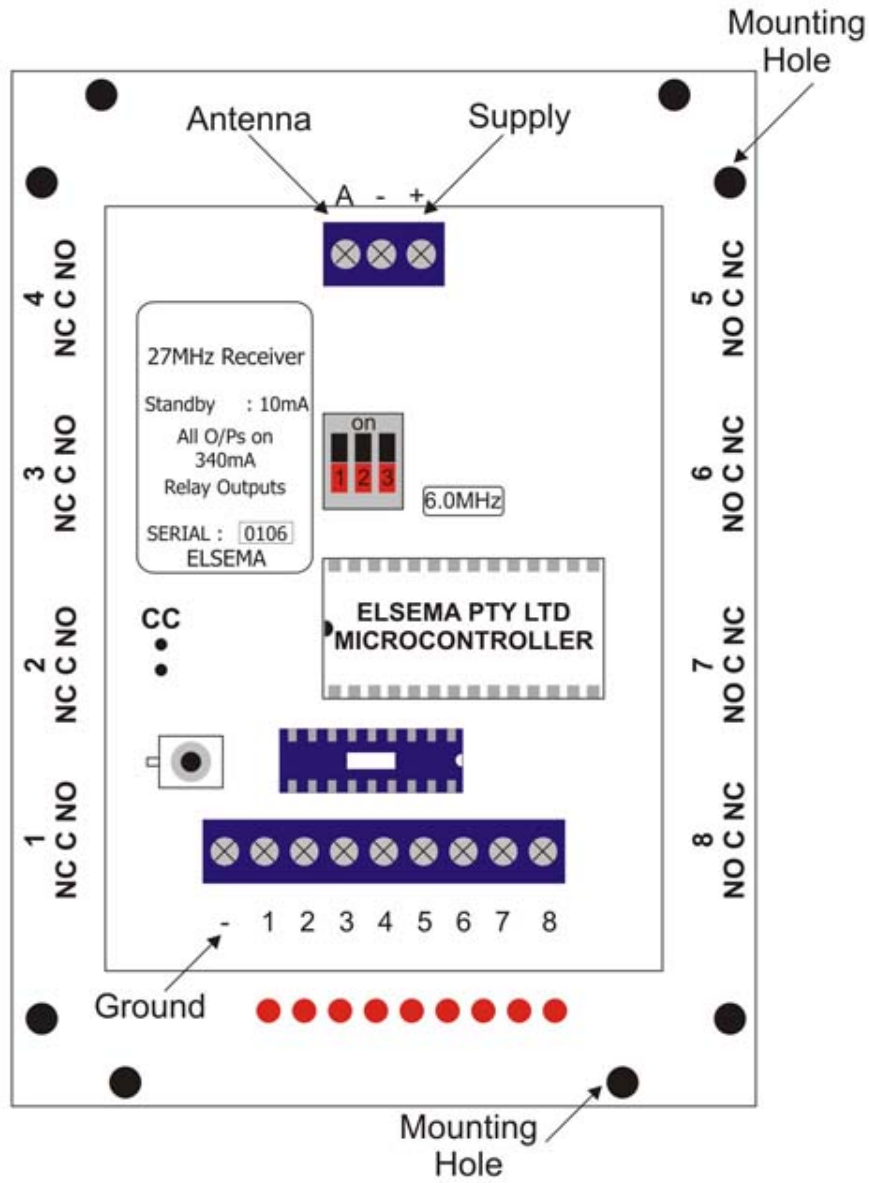 Mounting
Hole
Antenna
Supply
A - +
4
NC C NO
5
NO C NC
27MHz Receiver
Standby : 10mA
All O/Ps on
340mA
Relay Outputs
SERIAL : 0106
ELSEMA
on
1 2 3
6.0MHz
3
NC C NO
6
NO C NC
ELSEMA PTY LTD
MICROCONTROLLER
CC
2
NC C NO
7
NO C NC
1
NC C NO
8
NO C NC
- 1 2 3 4 5 6 7 8
Ground
Mounting
Hole